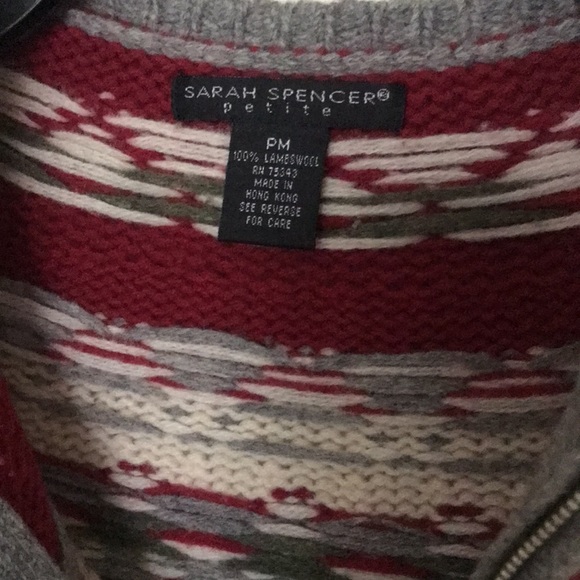 SARAH SPENCER®
petite
PM
100% LAMBSWOOL
RN 75343
MADE IN
HONG KONG
SEE REVERSE
FOR CARE